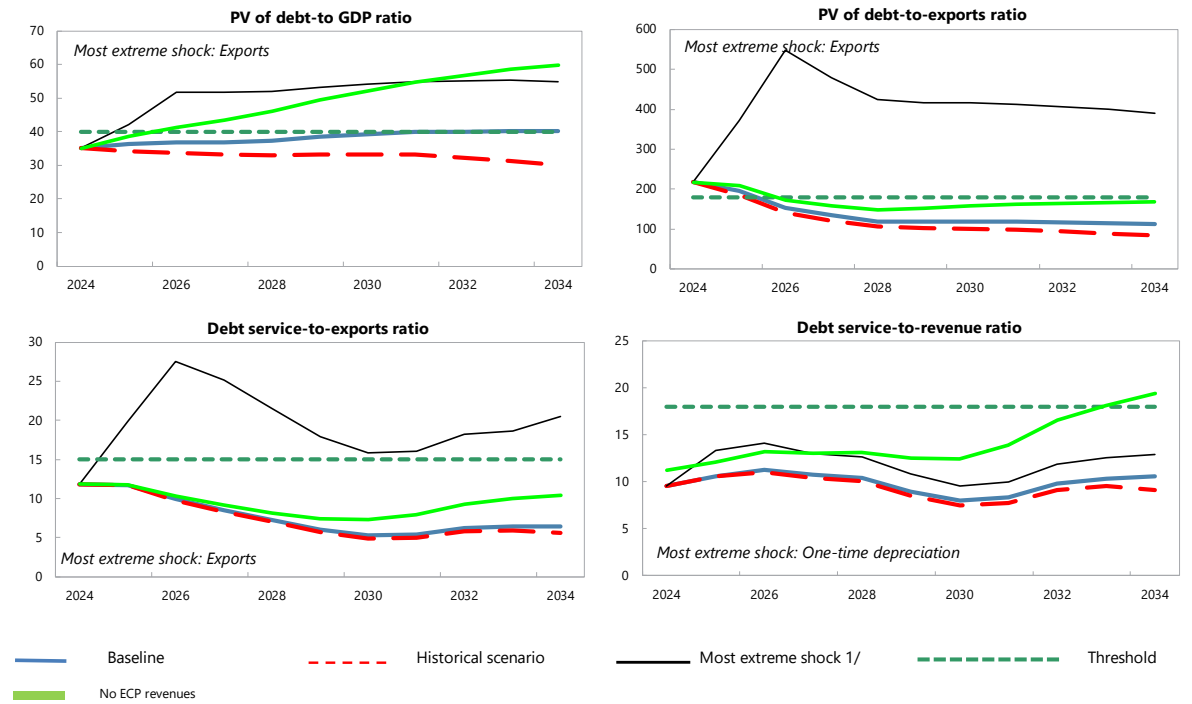 PV of debt-to GDP ratio
70
60
50
40
30
20
10
0
Most extreme shock: Exports
2024 2026 2028 2030 2032 2034
PV of debt-to-exports ratio
600
500
400
300
200
100
0
Most extreme shock: Exports
2024 2026 2028 2030 2032 2034
Debt service-to-exports ratio
30
25
20
15
10
5
0
Most extreme shock: Exports
2024 2026 2028 2030 2032 2034
Debt service-to-revenue ratio
25
20
15
10
5
0
Most extreme shock: One-time depreciation
2024 2026 2028 2030 2032 2034
Baseline
Historical scenario
Most extreme shock 1/
Threshold
No ECP revenues